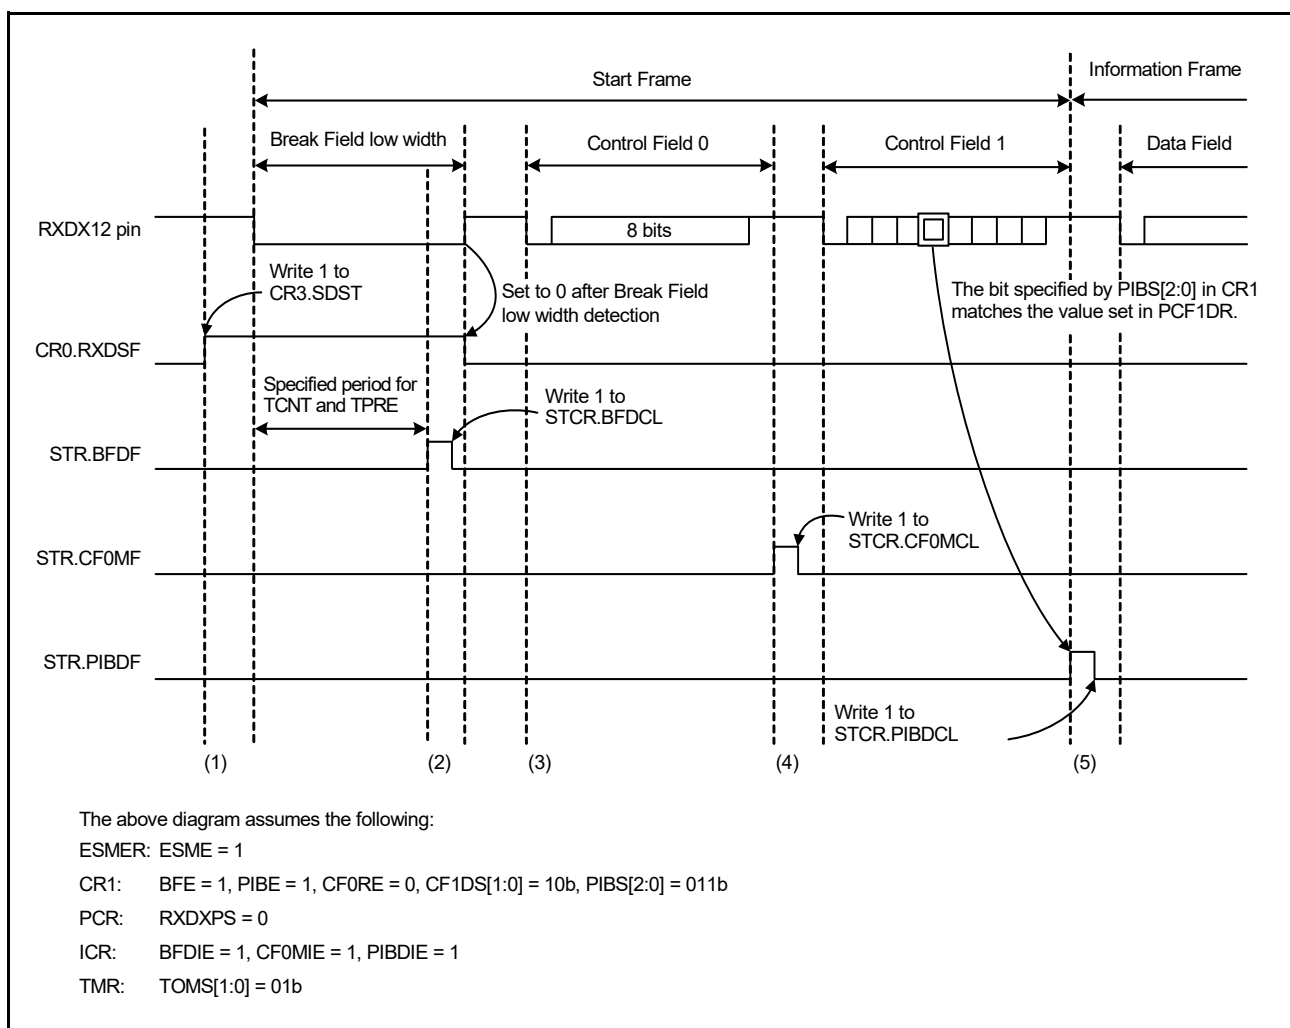 Start Frame
Information Frame
Break Field low width
Control Field 0
Control Field 1
Data Field
RXDX12 pin
8 bits
Write 1 to
CR3.SDST
Set to 0 after Break Field
low width detection
The bit specified by PIBS[2:0] in CR1
matches the value set in PCF1DR.
CR0.RXDSF
Specified period for
TCNT and TPRE
Write 1 to
STCR.BFDCL
STR.BFDF
Write 1 to
STCR.CF0MCL
STR.CF0MF
STR.PIBDF
Write 1 to
STCR.PIBDCL
(1)
(2)
(3)
(4)
(5)
The above diagram assumes the following:
ESMER: ESME = 1
CR1: BFE = 1, PIBE = 1, CF0RE = 0, CF1DS[1:0] = 10b, PIBS[2:0] = 011b
PCR: RXDXPS = 0
ICR: BFDIE = 1, CF0MIE = 1, PIBDIE = 1
TMR: TOMS[1:0] = 01b